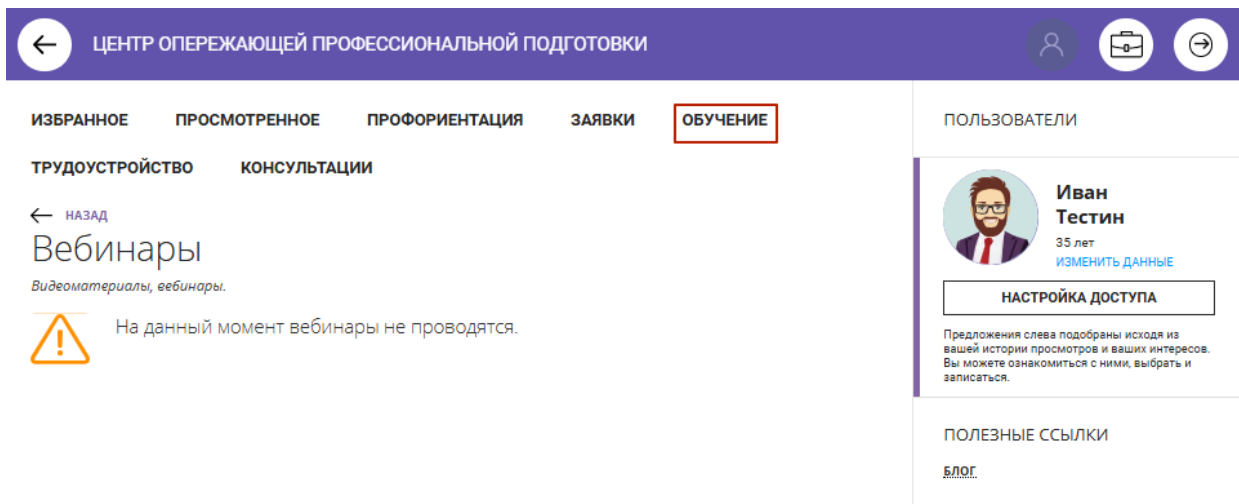 ЦЕНТР ОПЕРЕЖАЮЩЕЙ ПРОФЕССИОНАЛЬНОЙ ПОДГОТОВКИ
ИЗБРАННОЕ ПРОСМОТРЕННОЕ ПРОФОРИЕНТАЦИЯ ЗАЯВКИ ОБУЧЕНИЕ
ТРУДОУСТРОЙСТВО КОНСУЛЬТАЦИИ
НАЗАД
Вебинары
Видеоматериалы, вебинары.
На данный момент вебинары не проводятся.
ПОЛЬЗОВАТЕЛИ
Иван
Тестин
35 лет
ИЗМЕНИТЬ ДАННЫЕ
НАСТРОЙКА ДОСТУПА
Предложения слева подобраны исходя из
вашей истории просмотров и ваших интересов.
Вы можете ознакомиться с ними, выбрать и
записаться.
ПОЛЕЗНЫЕ ССЫЛКИ
БЛОГ